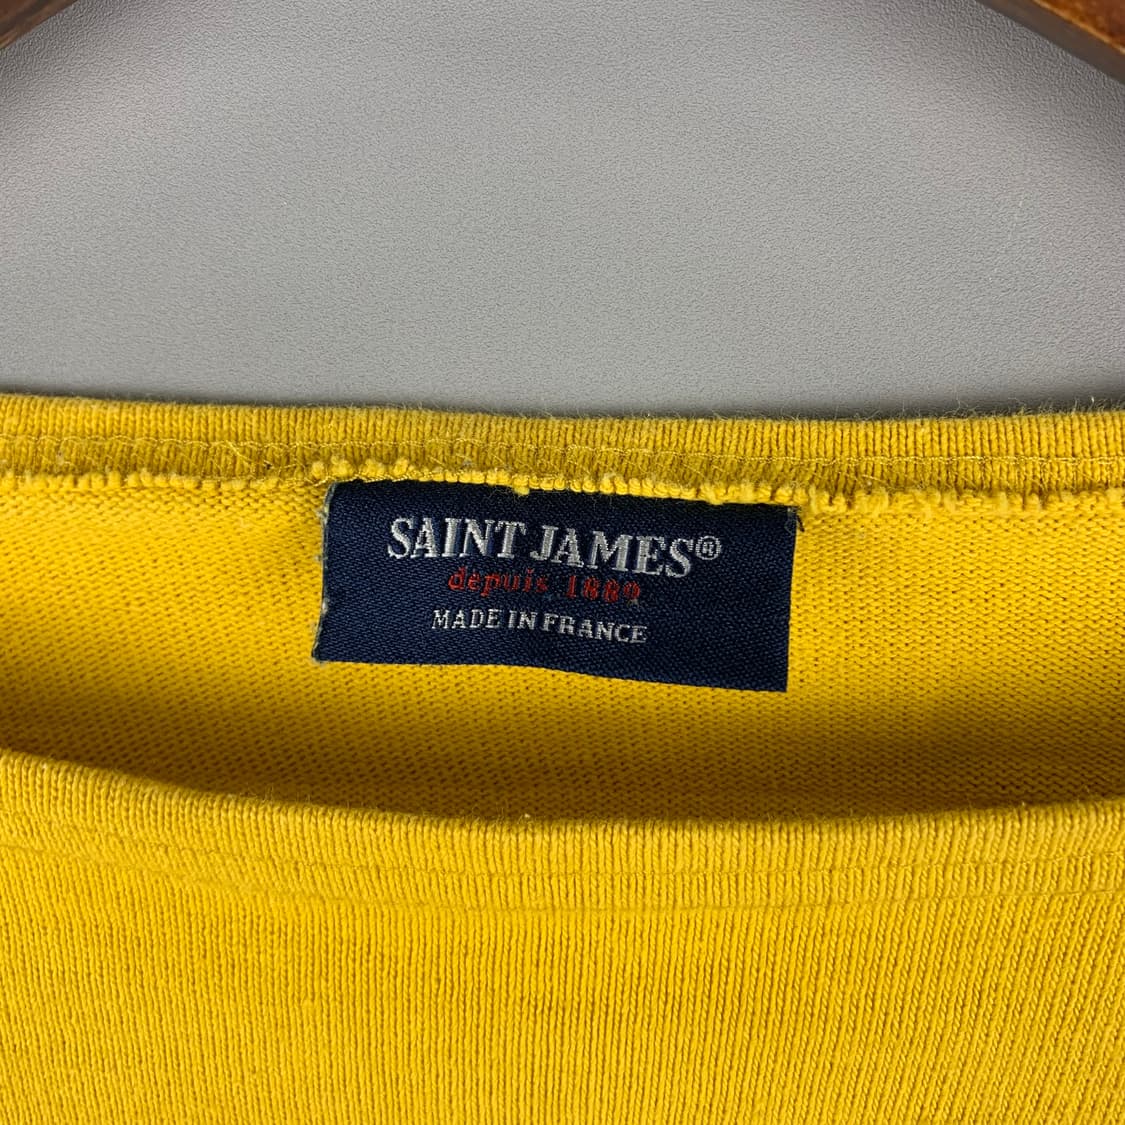 SAINT JAMES®
depuis 1889
MADE IN FRANCE